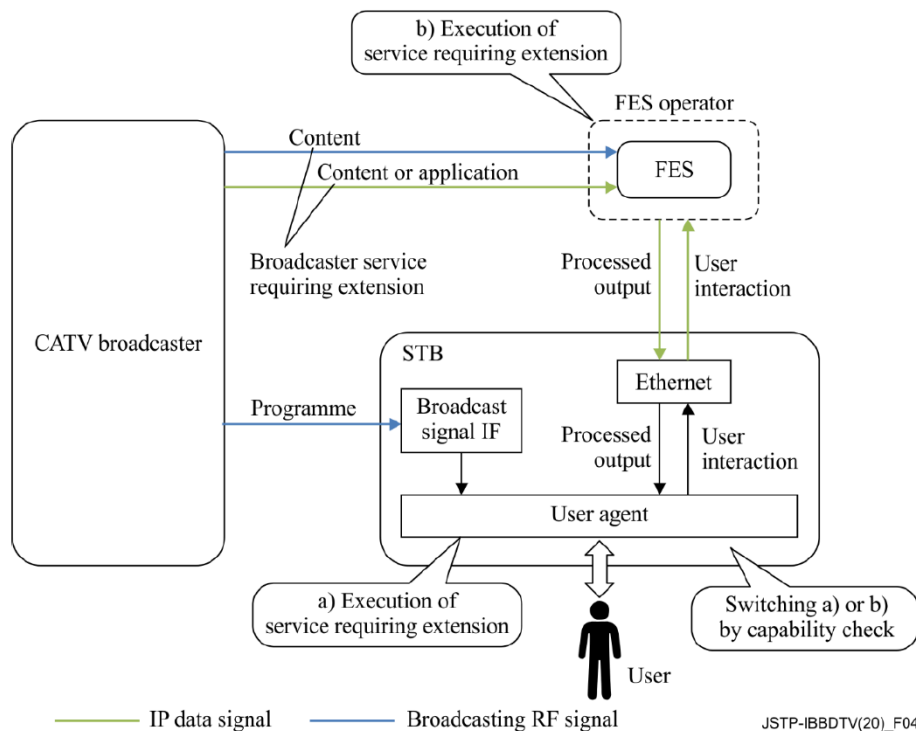 b) Execution of
service requiring extension
FES operator
Content
FES
Content or application
Broadcaster service
requiring extension
Processed
output
User
interaction
CATV broadcaster
STB
Ethernet
Programme
Broadcast
signal IF
Processed
output
User
interaction
User agent
a) Execution of
service requiring extension
Switching a) or b)
by capability check
User
IP data signal
Broadcasting RF signal
JSTP-IBBDTV(20)_F04